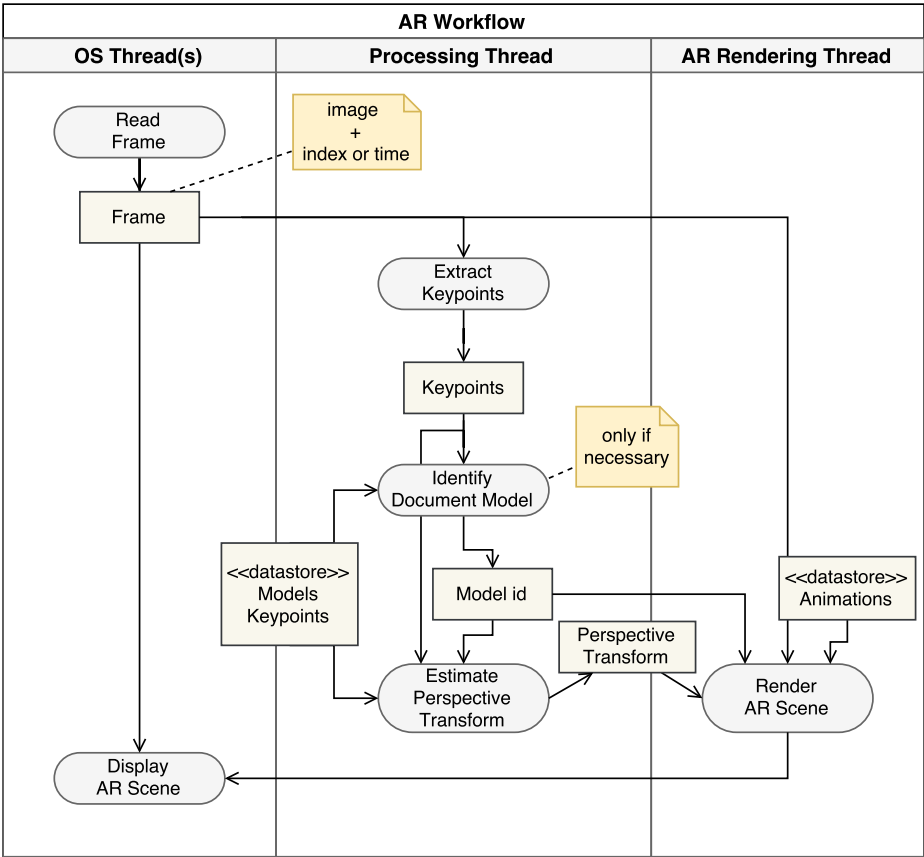 AR Workflow
OS Thread(s)
Processing Thread
AR Rendering Thread
Read
Frame
image
+
index or time
Frame
Extract
Keypoints
Keypoints
only if
necessary
Identify
Document Model
<<datastore>>
Models
Keypoints
Model id
<<datastore>>
Animations
Perspective
Transform
Estimate
Perspective
Transform
Render
AR Scene
Display
AR Scene